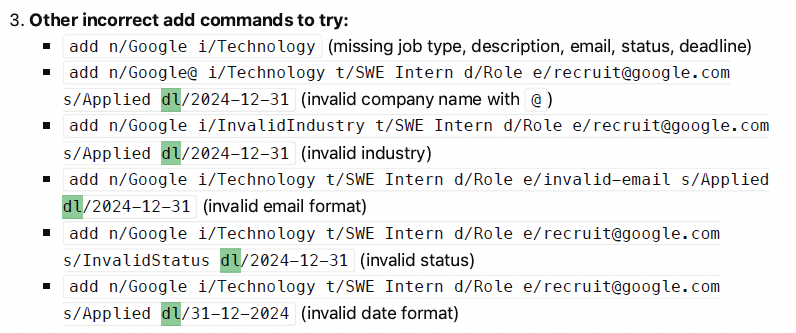 3. Other incorrect add commands to try:
▪ add n/Google i/Technology (missing job type, description, email, status, deadline)
▪ add n/Google@ i/Technology t/SWE Intern d/Role e/recruit@google.com
s/Applied dl/2024-12-31 (invalid company name with @ )
▪ add n/Google i/InvalidIndustry t/SWE Intern d/Role e/recruit@google.com
s/Applied dl/2024-12-31 (invalid industry)
▪ add n/Google i/Technology t/SWE Intern d/Role e/invalid-email s/Applied
dl/2024-12-31 (invalid email format)
▪ add n/Google i/Technology t/SWE Intern d/Role e/recruit@google.com
s/InvalidStatus dl/2024-12-31 (invalid status)
▪ add n/Google i/Technology t/SWE Intern d/Role e/recruit@google.com
s/Applied dl/31-12-2024 (invalid date format)